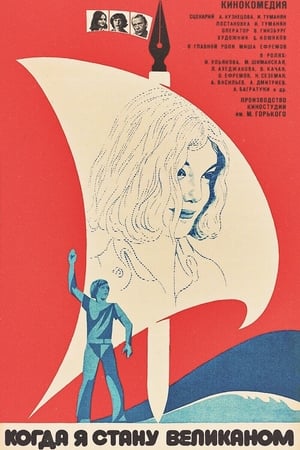 КИНОКОМЕДИЯ
СЦЕНАРИЙ А. КУЗНЕЦОВА, И. ТУМАНЯН
ПОСТАНОВКА И. ТУМАНЯН
ОПЕРАТОР В. ГИНЗБУРГ
ХУДОЖНИК Б. КОМЯКОВ
В ГЛАВНОЙ РОЛИ МИША ЕФРЕМОВ
В РОЛЯХ:
Н. УЛЬЯНОВА, М. ШИМАНСКАЯ,
Л. АХЕДЖАКОВА, В. КАЧАН,
О. ЕФРЕМОВ, К. СЕЗЕМАН,
А. ВАСИЛЬЕВ, А. ДМИТРИЕВ,
А. БАГРАТУНИ и др.
ПРОИЗВОДСТВО
КИНОСТУДИИ
им. М. ГОРЬКОГО
КОГДА Я СТАНУ ВЕЛИКАНОМ